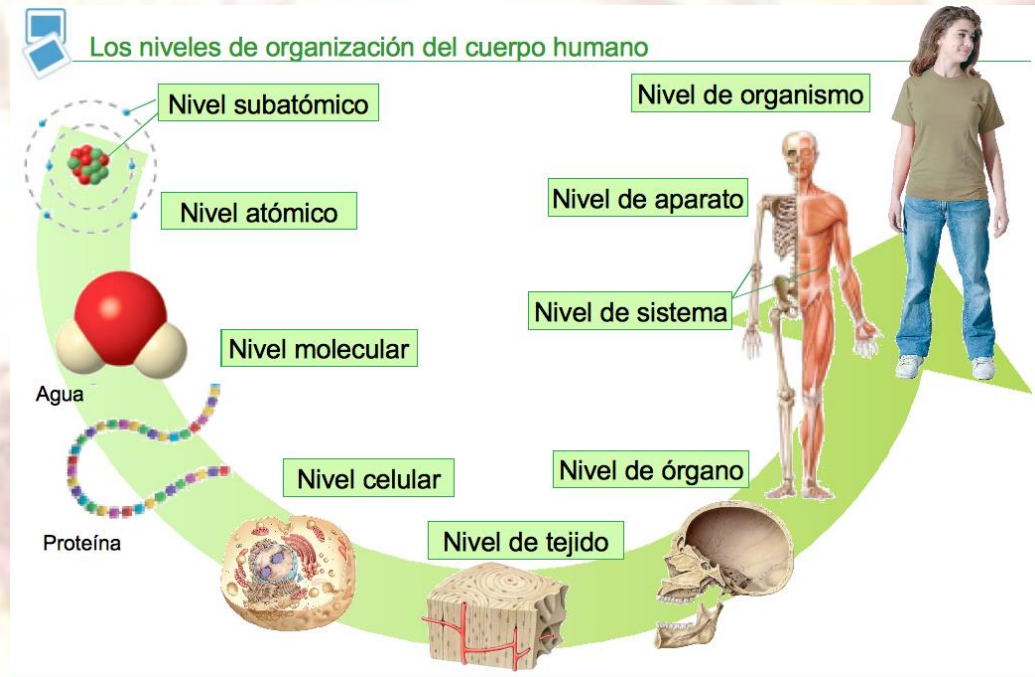 Los niveles de organización del cuerpo humano
Nivel subatómico
Nivel atómico
Nivel molecular
Agua
Proteína
Nivel celular
Nivel de tejido
Nivel de órgano
Nivel de sistema
Nivel de aparato
Nivel de organismo